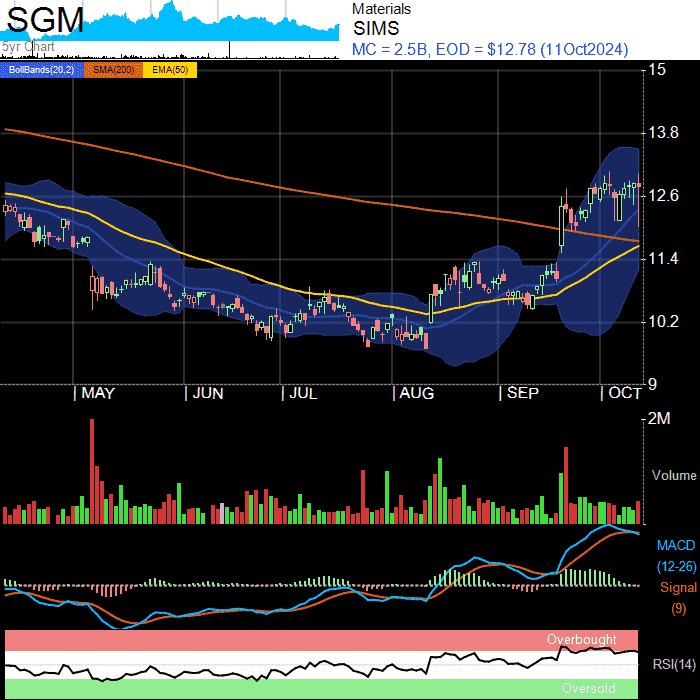 SGM
5yr Chart
Materials
SIMS
MC = 2.5B, EOD = $12.78 (11Oct2024)
BollBands(20,2) SMA(200) EMA(50)
15
13.8
12.6
11.4
10.2
9
MAY JUN JUL AUG SEP OCT
2M
Volume
MACD
(12-26)
Signal
(9)
Overbought
RSI(14)
Oversold